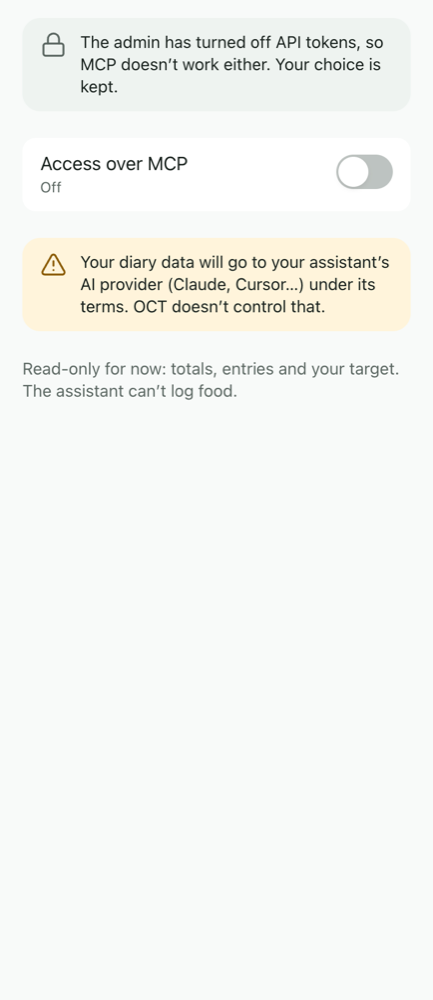 The admin has turned off API tokens, so
MCP doesn’t work either. Your choice is
kept.
Access over MCP
Off
Your diary data will go to your assistant’s
AI provider (Claude, Cursor…) under its
terms. OCT doesn’t control that.
Read-only for now: totals, entries and your target.
The assistant can’t log food.